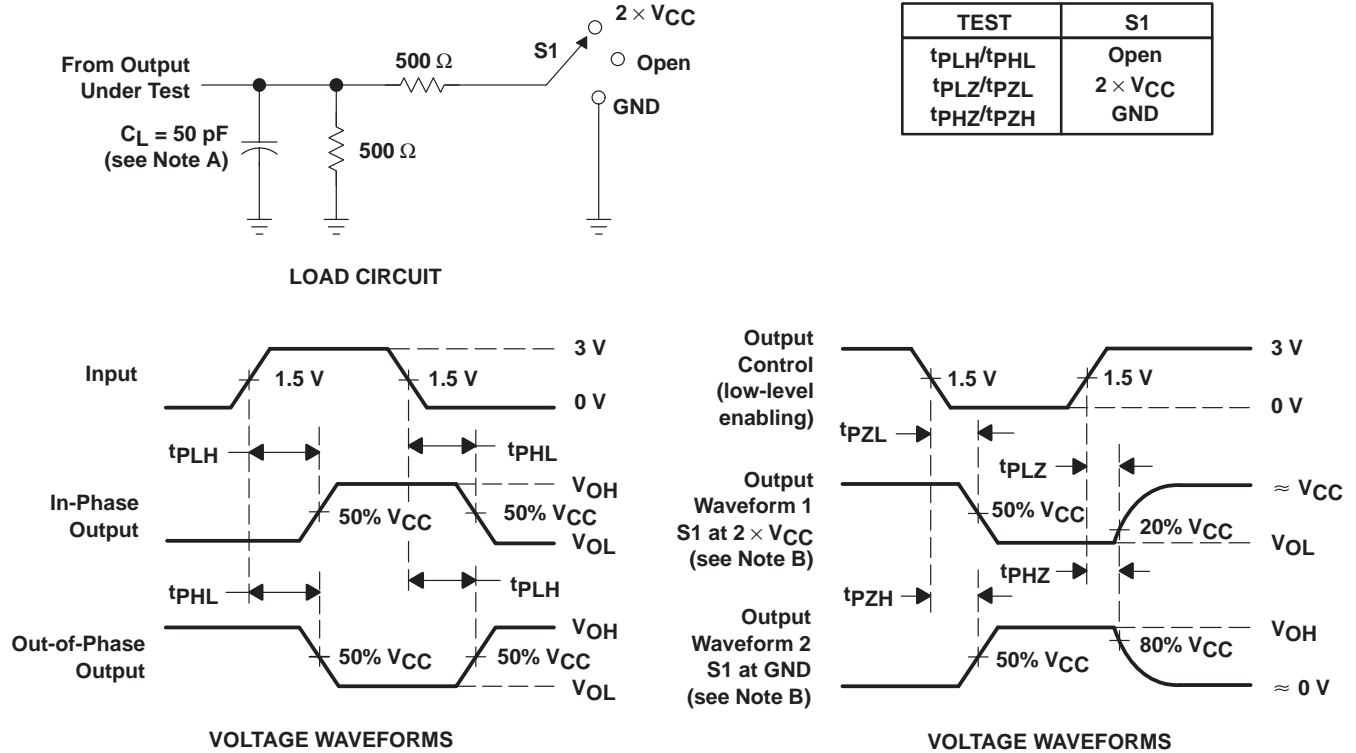 2 × VCC
S1
500 Ω
Open
From Output
Under Test
GND
CL = 50 pF
(see Note A)
500 Ω
LOAD CIRCUIT
TEST S1
tPLH/tPHL Open
tPLZ/tPZL 2 × VCC
tPHZ/tPZH GND
Input
1.5 V
1.5 V
3 V
0 V
tPLH
tPHL
In-Phase
Output
50% VCC
50% VCC
VOH
VOL
tPHL
tPLH
Out-of-Phase
Output
50% VCC
50% VCC
VOH
VOL
VOLTAGE WAVEFORMS
Output
Control
(low-level
enabling)
1.5 V
1.5 V
3 V
0 V
tPZL
tPLZ
Output
Waveform 1
S1 at 2 × VCC
(see Note B)
50% VCC
20% VCC
≈ VCC
VOL
tPZH
tPHZ
Output
Waveform 2
S1 at GND
(see Note B)
50% VCC
80% VCC
VOH
≈ 0 V
VOLTAGE WAVEFORMS